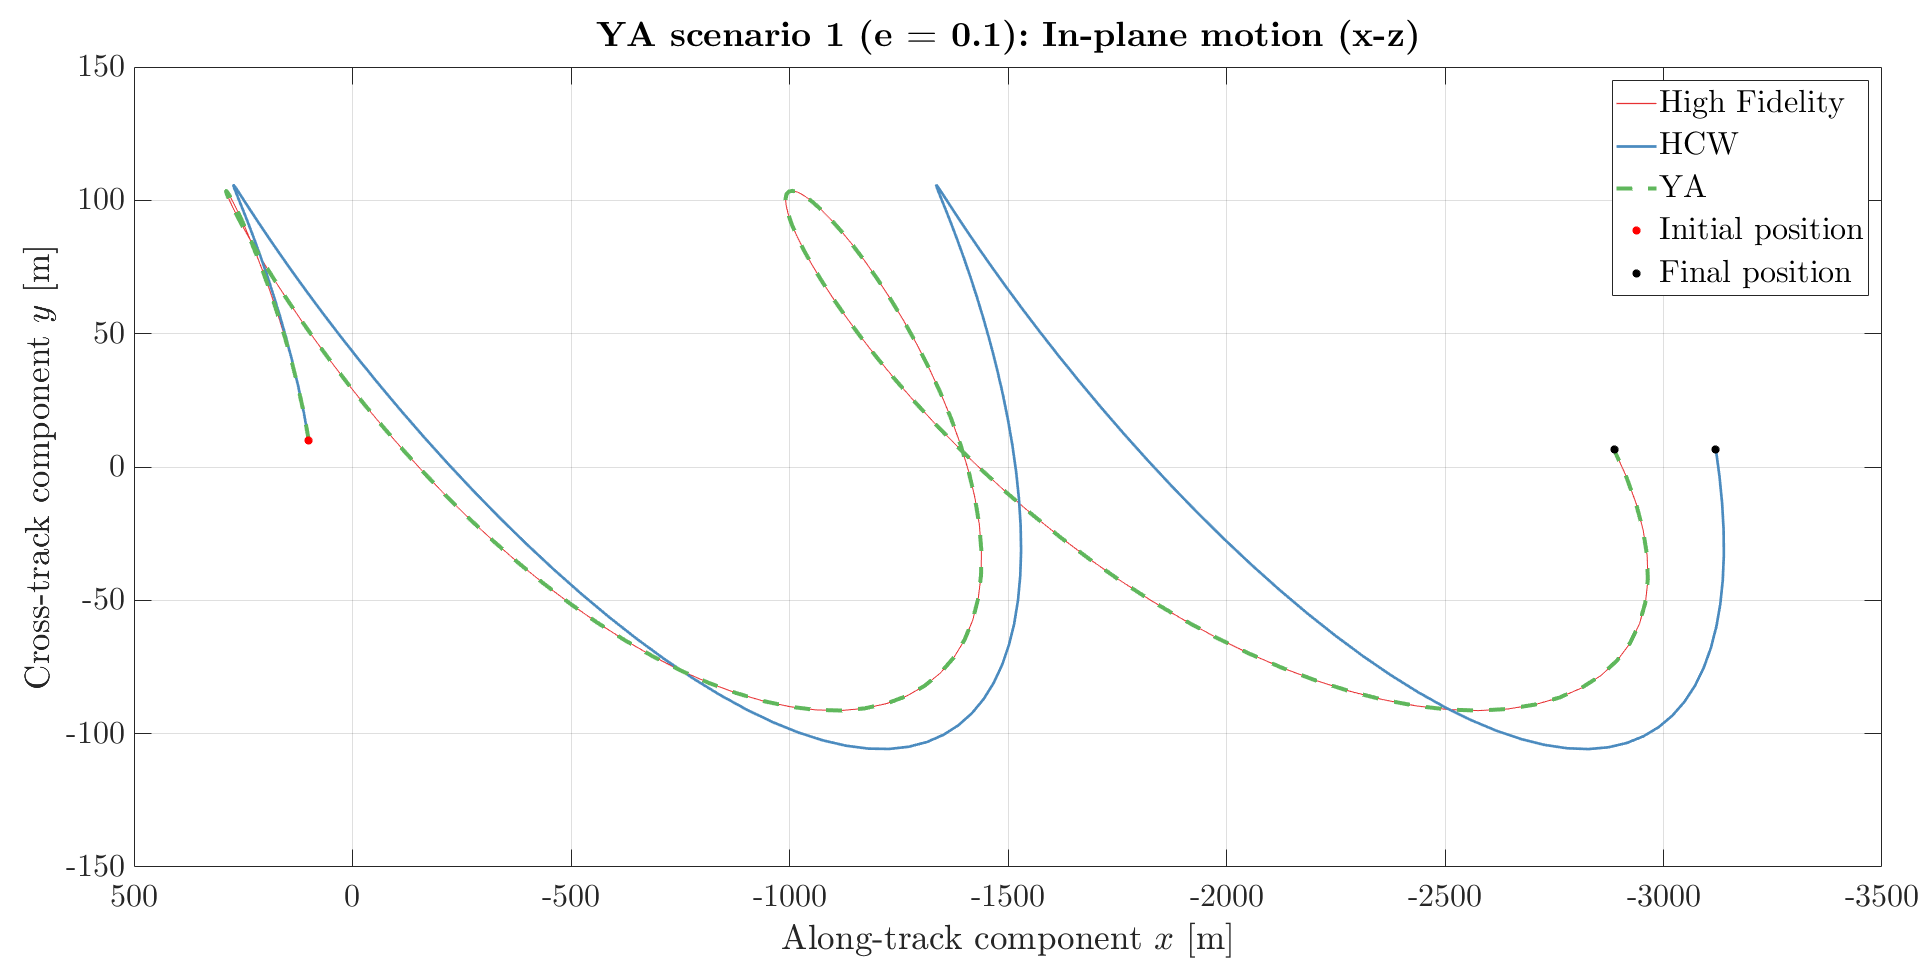 YA scenario 1 (e = 0.1): In-plane motion (x-z)
150
100
50
0
-50
-100
-150
Cross-track component y [m]
High Fidelity
HCW
YA
Initial position
Final position
500
0
-500
-1000
-1500
-2000
-2500
-3000
-3500
Along-track component x [m]